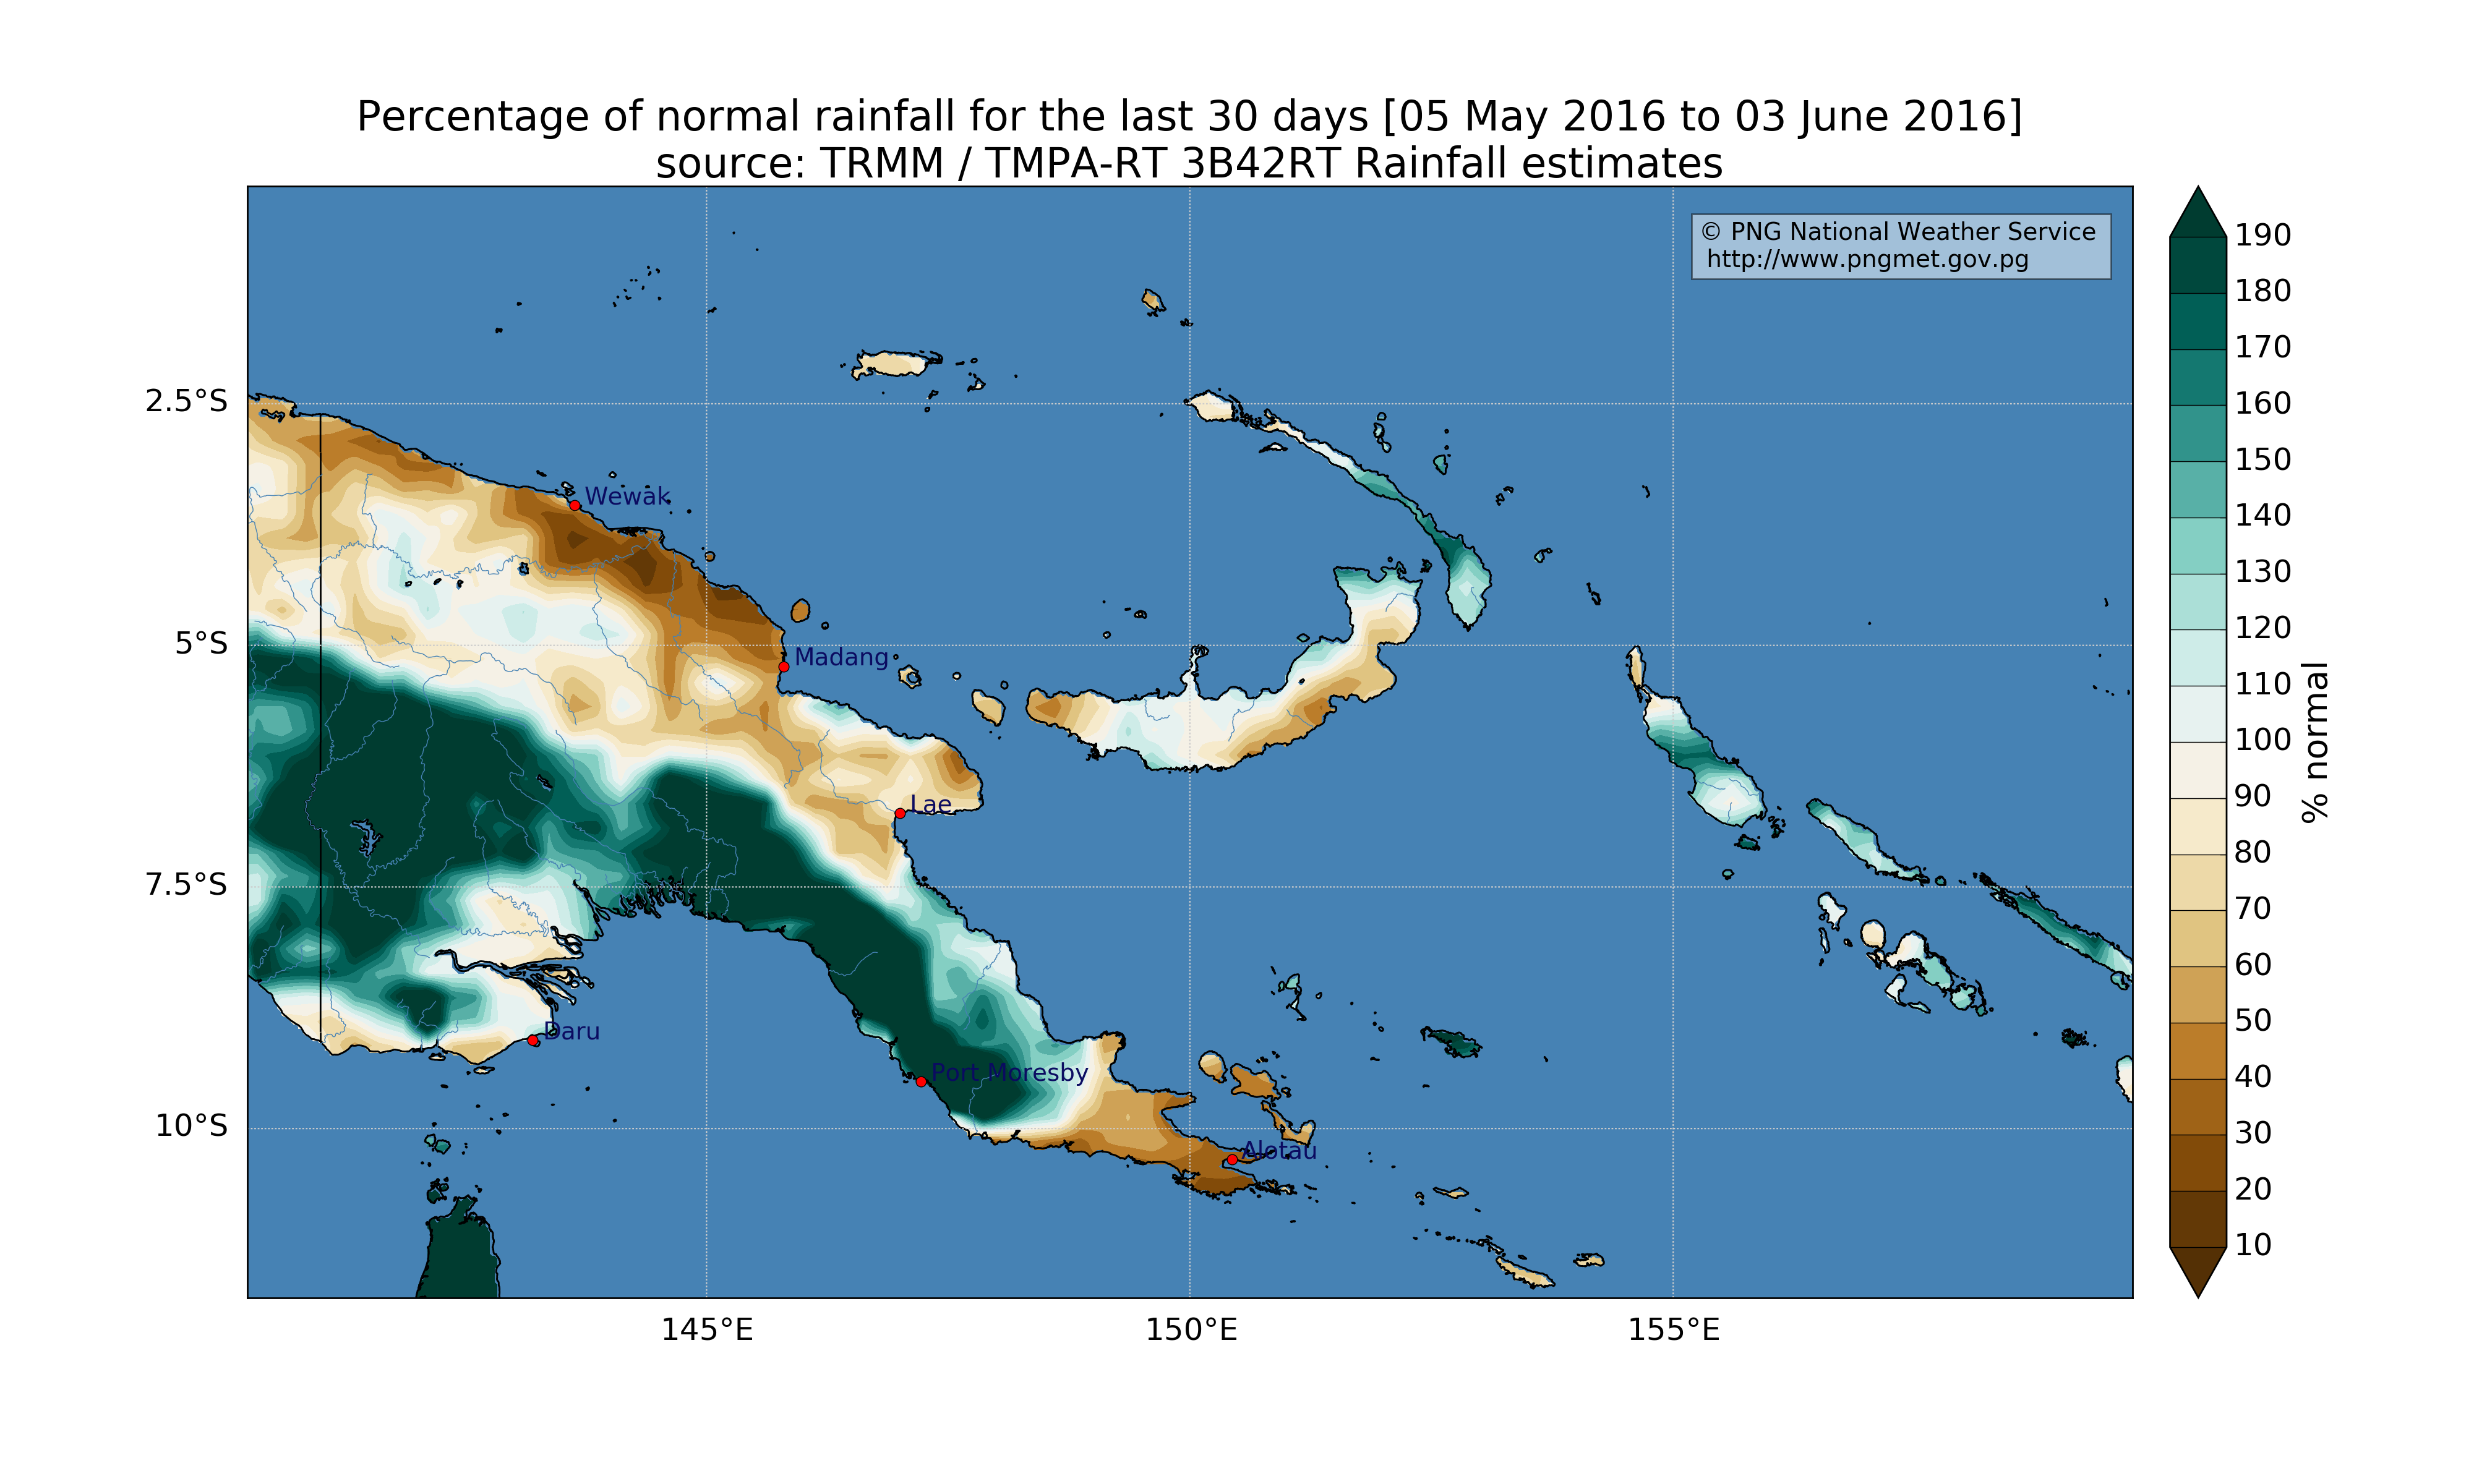 Percentage of normal rainfall for the last 30 days [05 May 2016 to 03 June 2016]
source: TRMM / TMPA-RT 3B42RT Rainfall estimates
© PNG National Weather Service
http://www.pngmet.gov.pg
2.5°S
5°S
7.5°S
10°S
145°E
150°E
155°E
Wewak
Madang
Lae
Daru
Port Moresby
Alotau
190
180
170
160
150
140
130
120
110
100
90
80
70
60
50
40
30
20
10
% normal